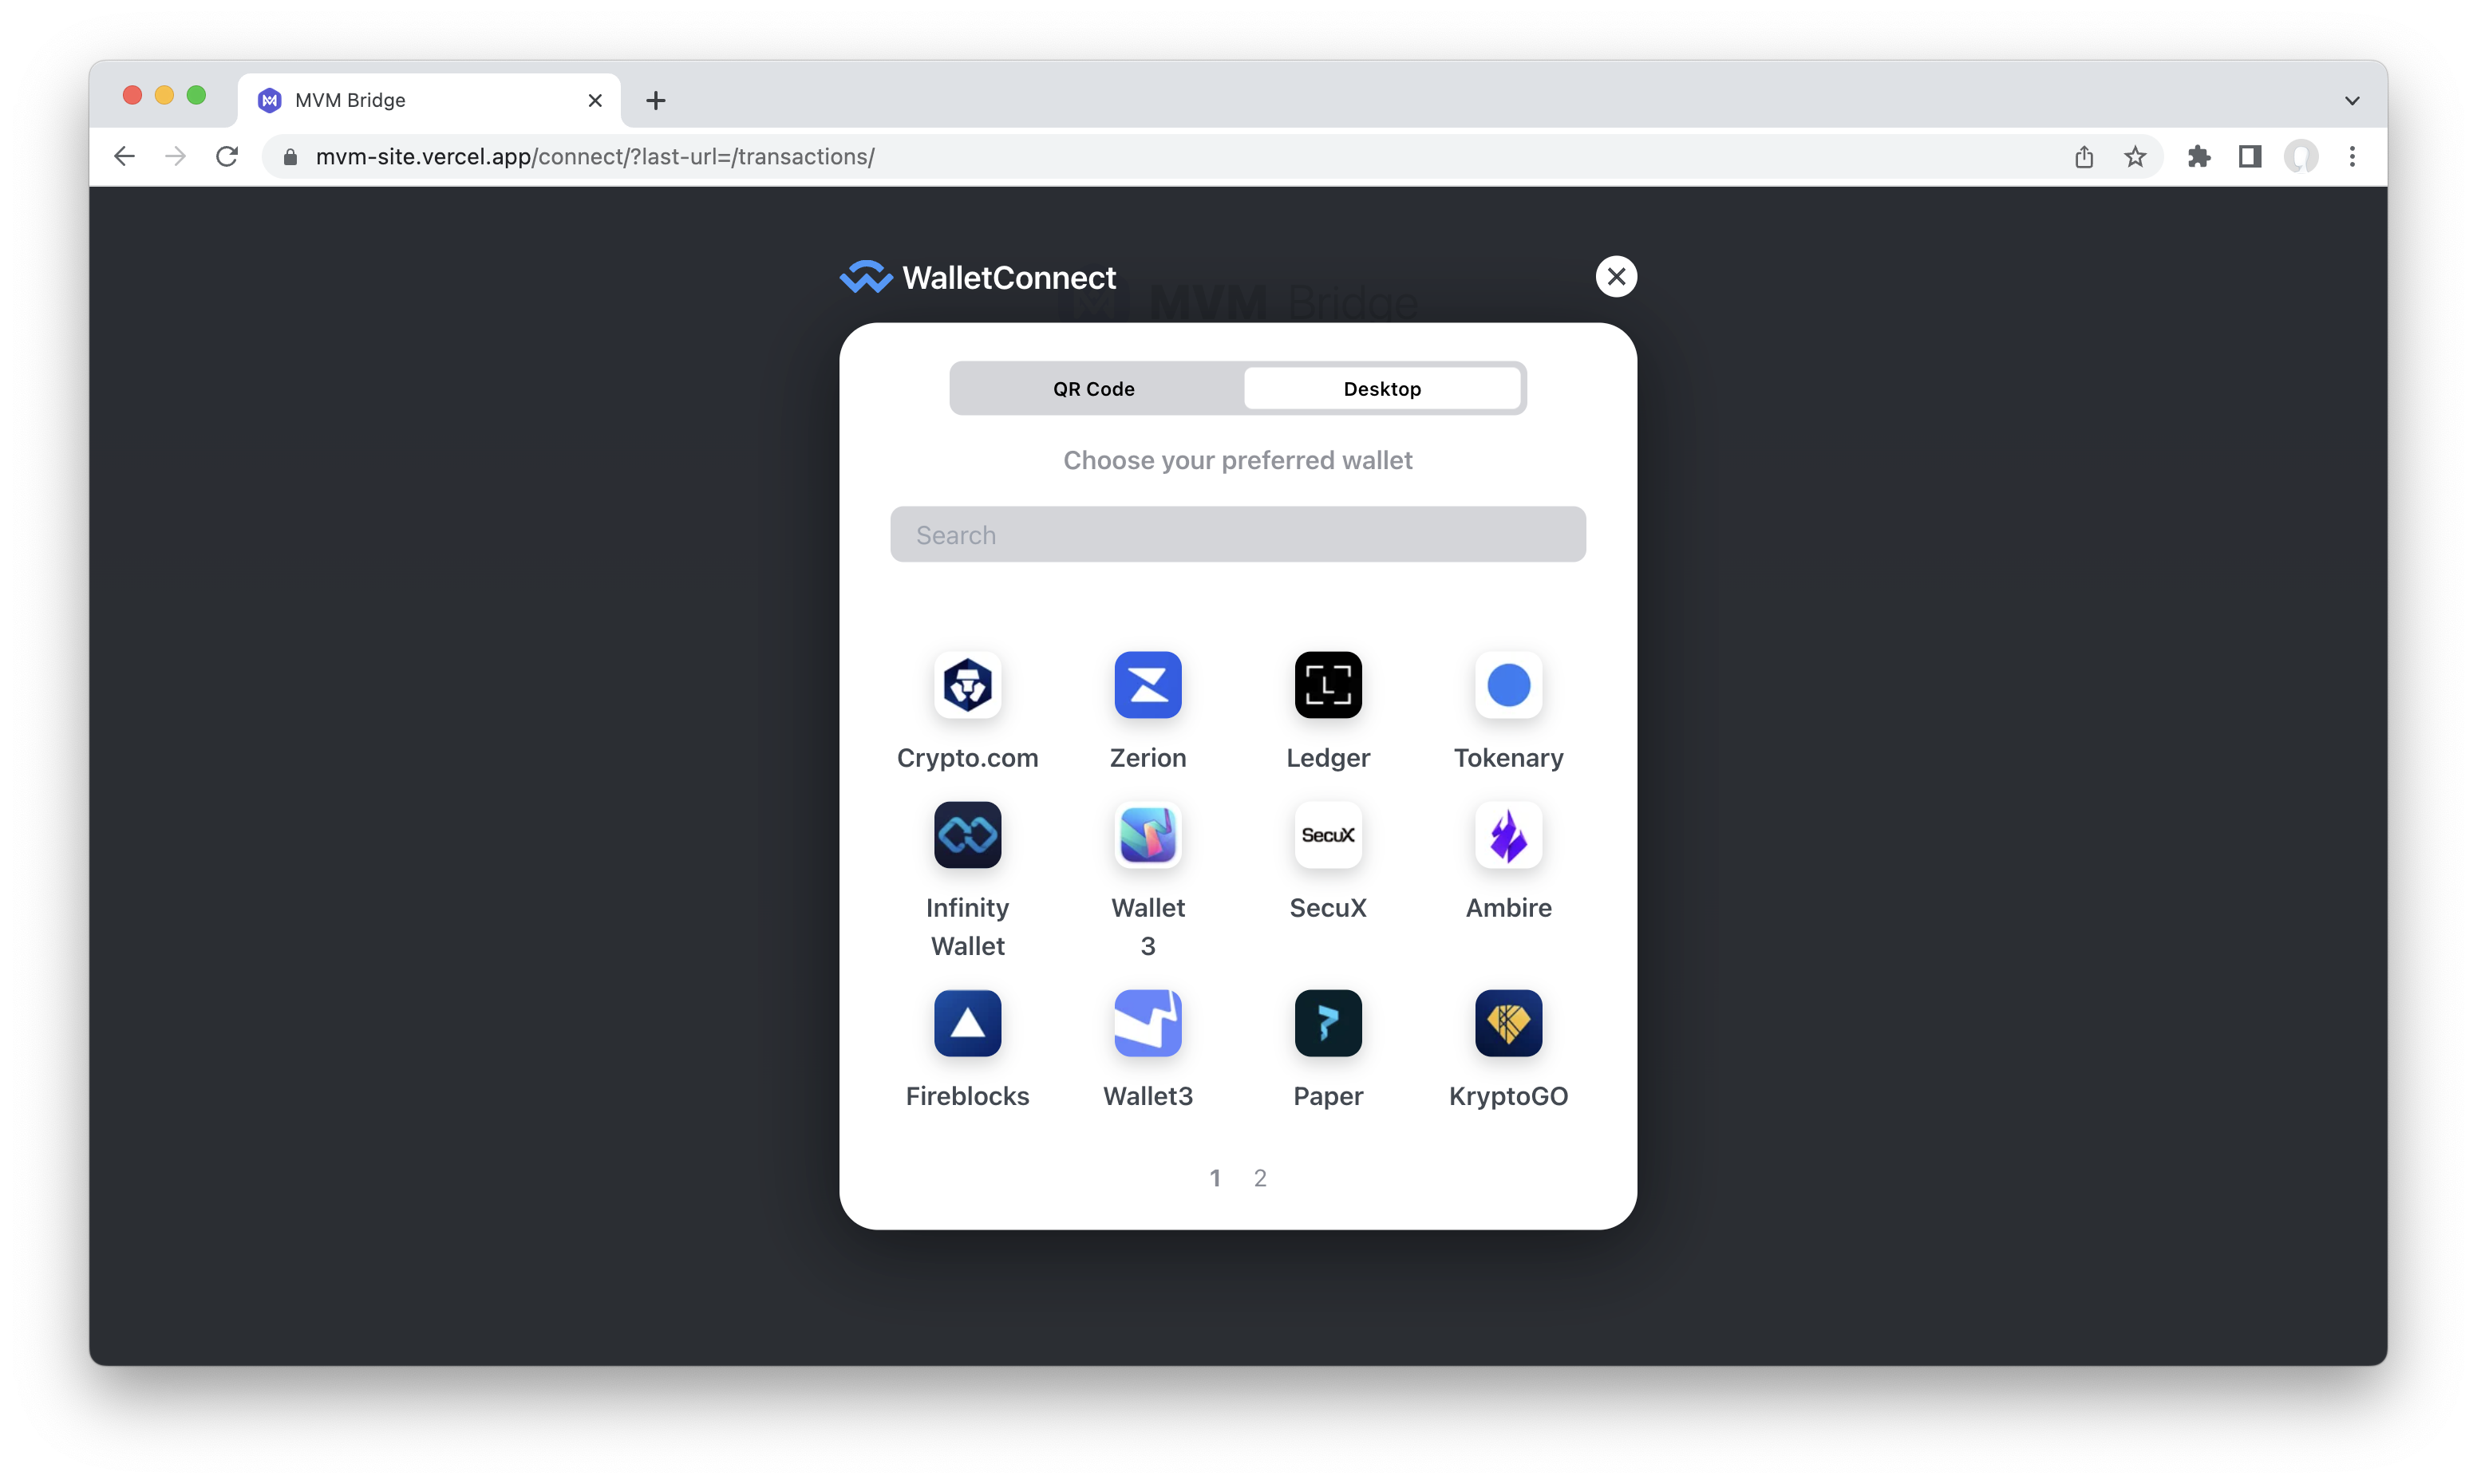 MVM Bridge
mvm-site.vercel.app/connect/?last-url=/transactions/
WalletConnect
MVM Bridge
QR Code
Desktop
Choose your preferred wallet
Search
Crypto.com
Zerion
Ledger
Tokenary
SecuX
Infinity
Wallet
Wallet
3
SecuX
Ambire
Fireblocks
Wallet3
Paper
KryptoGO
1 2